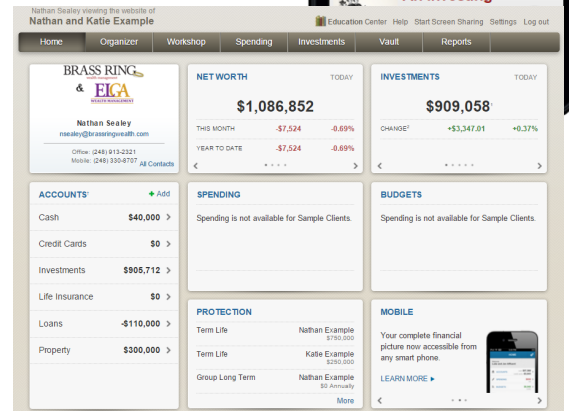 Nathan Sealey viewing the website of
Nathan and Katie Example
Education Center Help Start Screen Sharing Settings Log out
Home Organizer Workshop Spending Investments Vault Reports
BRASS RING
& ELGA
WEALTH MANAGEMENT
Nathan Sealey
nsealey@brassringwealth.com
Office: (248) 913-2321
Mobile: (248) 330-8707 All Contacts
NET WORTH TODAY
$1,086,852
THIS MONTH -$7,524 -0.69%
YEAR TO DATE -$7,524 -0.69%
INVESTMENTS TODAY
$909,058
CHANGE² +$3,347.01 +0.37%
ACCOUNTS + Add
Cash $40,000
Credit Cards $0
Investments $905,712
Life Insurance $0
Loans -$110,000
Property $300,000
SPENDING
Spending is not available for Sample Clients.
BUDGETS
Spending is not available for Sample Clients.
PROTECTION
Term Life Nathan Example
$750,000
Term Life Katie Example
$250,000
Group Long Term Nathan Example
$0 Annually
More
MOBILE
Your complete financial
picture now accessible from
any smart phone.
LEARN MORE